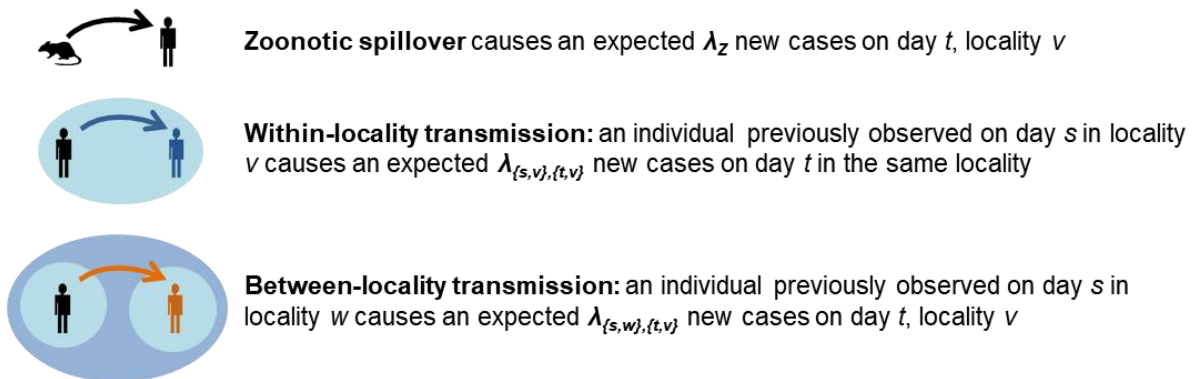 Zoonotic spillover causes an expected λZ new cases on day t, locality v
Within-locality transmission: an individual previously observed on day s in locality
v causes an expected λ{s,v},{t,v} new cases on day t in the same locality
Between-locality transmission: an individual previously observed on day s in
locality w causes an expected λ{s,w},{t,v} new cases on day t, locality v